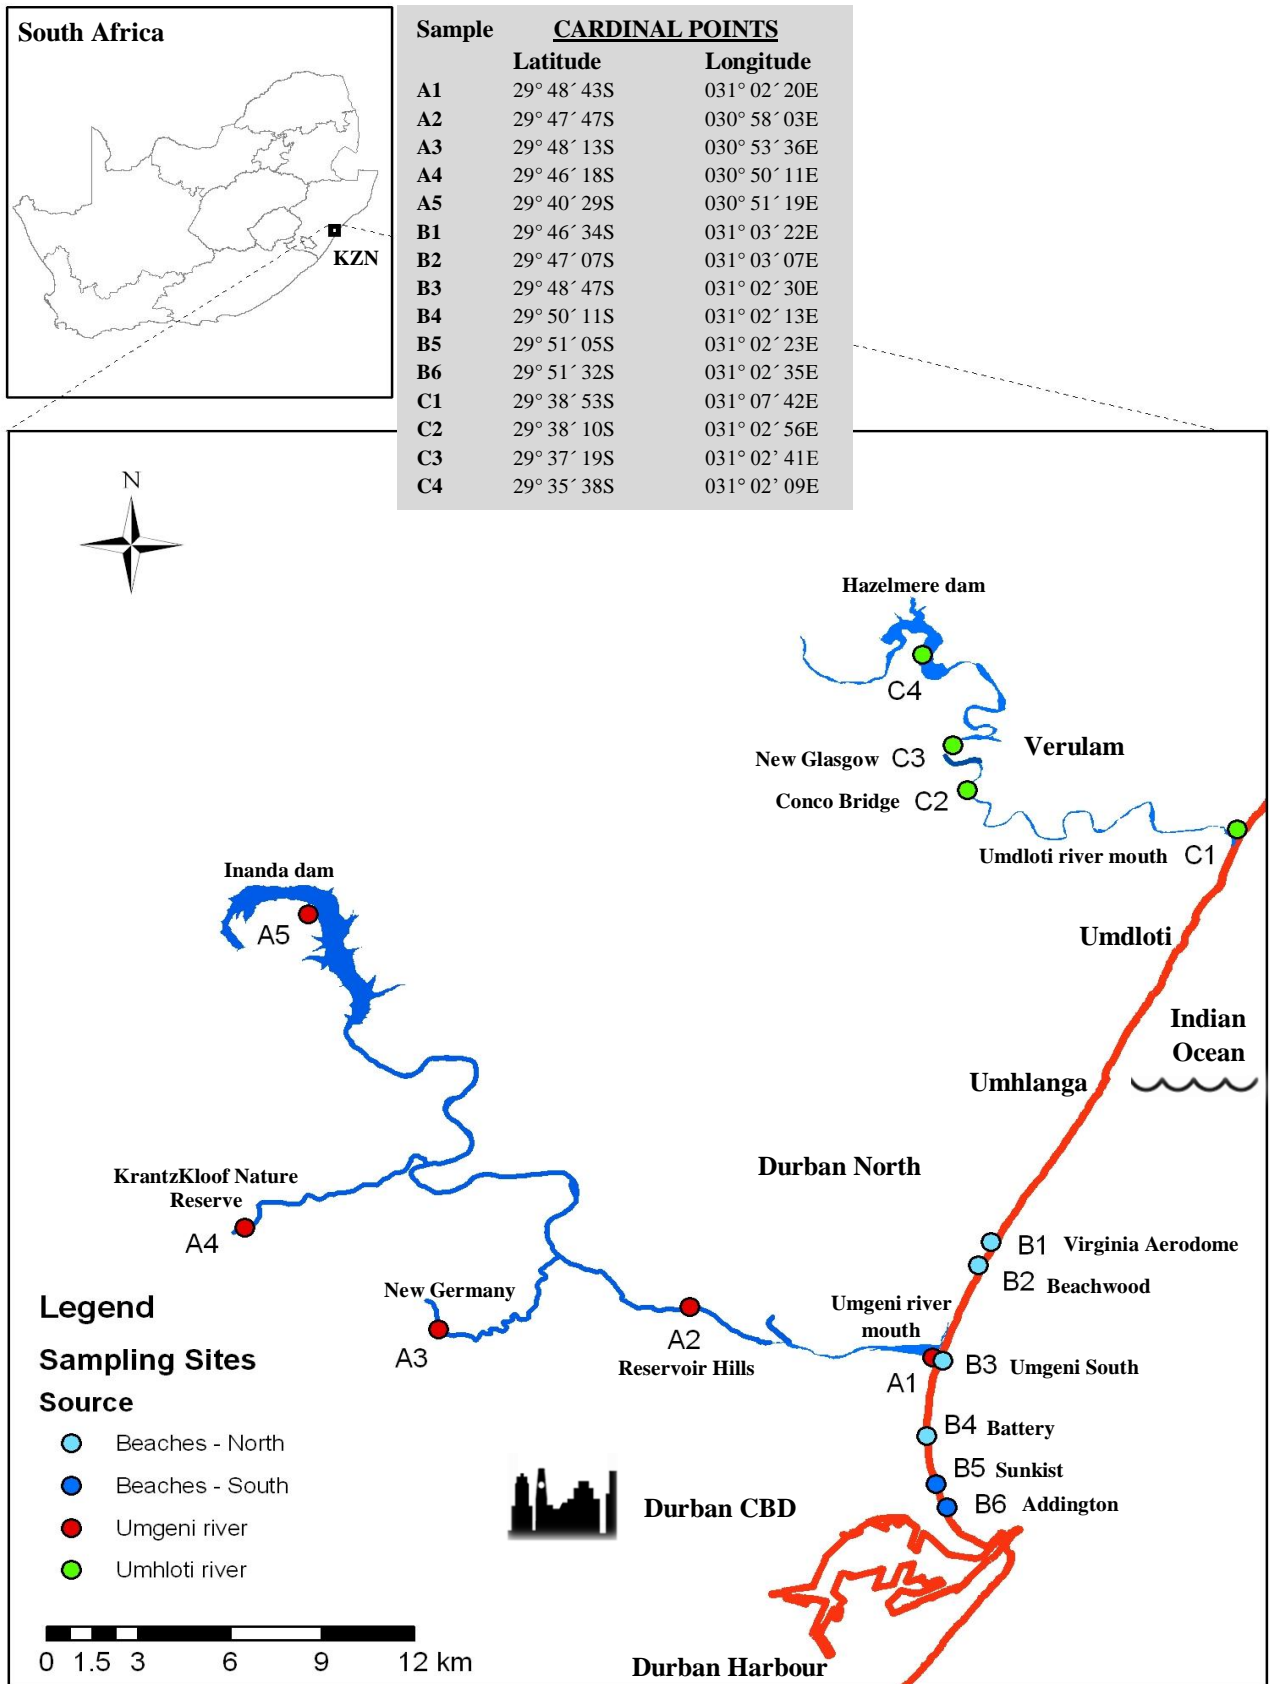 South Africa
KZN
Sample CARDINAL POINTS
Latitude Longitude
A1 29° 48´ 43S 031° 02´ 20E
A2 29° 47´ 47S 030° 58´ 03E
A3 29° 48´ 13S 030° 53´ 36E
A4 29° 46´ 18S 030° 50´ 11E
A5 29° 40´ 29S 030° 51´ 19E
B1 29° 46´ 34S 031° 03´ 22E
B2 29° 47´ 07S 031° 03´ 07E
B3 29° 48´ 47S 031° 02´ 30E
B4 29° 50´ 11S 031° 02´ 13E
B5 29° 51´ 05S 031° 02´ 23E
B6 29° 51´ 32S 031° 02´ 35E
C1 29° 38´ 53S 031° 07´ 42E
C2 29° 38´ 10S 031° 02´ 56E
C3 29° 37´ 19S 031° 02’ 41E
C4 29° 35´ 38S 031° 02’ 09E
N
Hazelmere dam
C4
Verulam
New Glasgow C3
Conco Bridge C2
Umdloti river mouth C1
Inanda dam
A5
Umdloti
Indian
Ocean
Umhlanga
Durban North
KrantzKloof Nature
Reserve
A4
B1 Virginia Aerodome
B2 Beachwood
New Germany
A3
Umgeni river
mouth
A2
Reservoir Hills
A1
B3 Umgeni South
B4 Battery
B5 Sunkist
B6 Addington
Durban CBD
Durban Harbour
Legend
Sampling Sites
Source
Beaches - North
Beaches - South
Umgeni river
Umhloti river
0 1.5 3 6 9 12 km